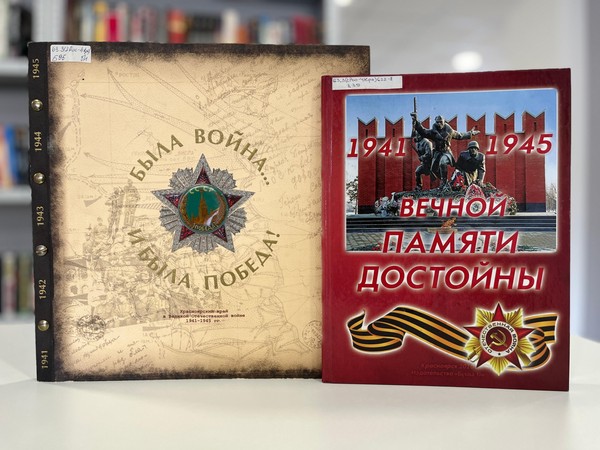 1945
1944
1943
1942
1941
БЫЛА ВОЙНА...
И БЫЛА ПОБЕДА!
Красноярский край
в Великой Отечественной войне
1941-1945 гг.
1941 1945
ВЕЧНОЙ
ПАМЯТИ
ДОСТОЙНЫ
ОТЕЧЕСТВЕННАЯ ВОЙНА